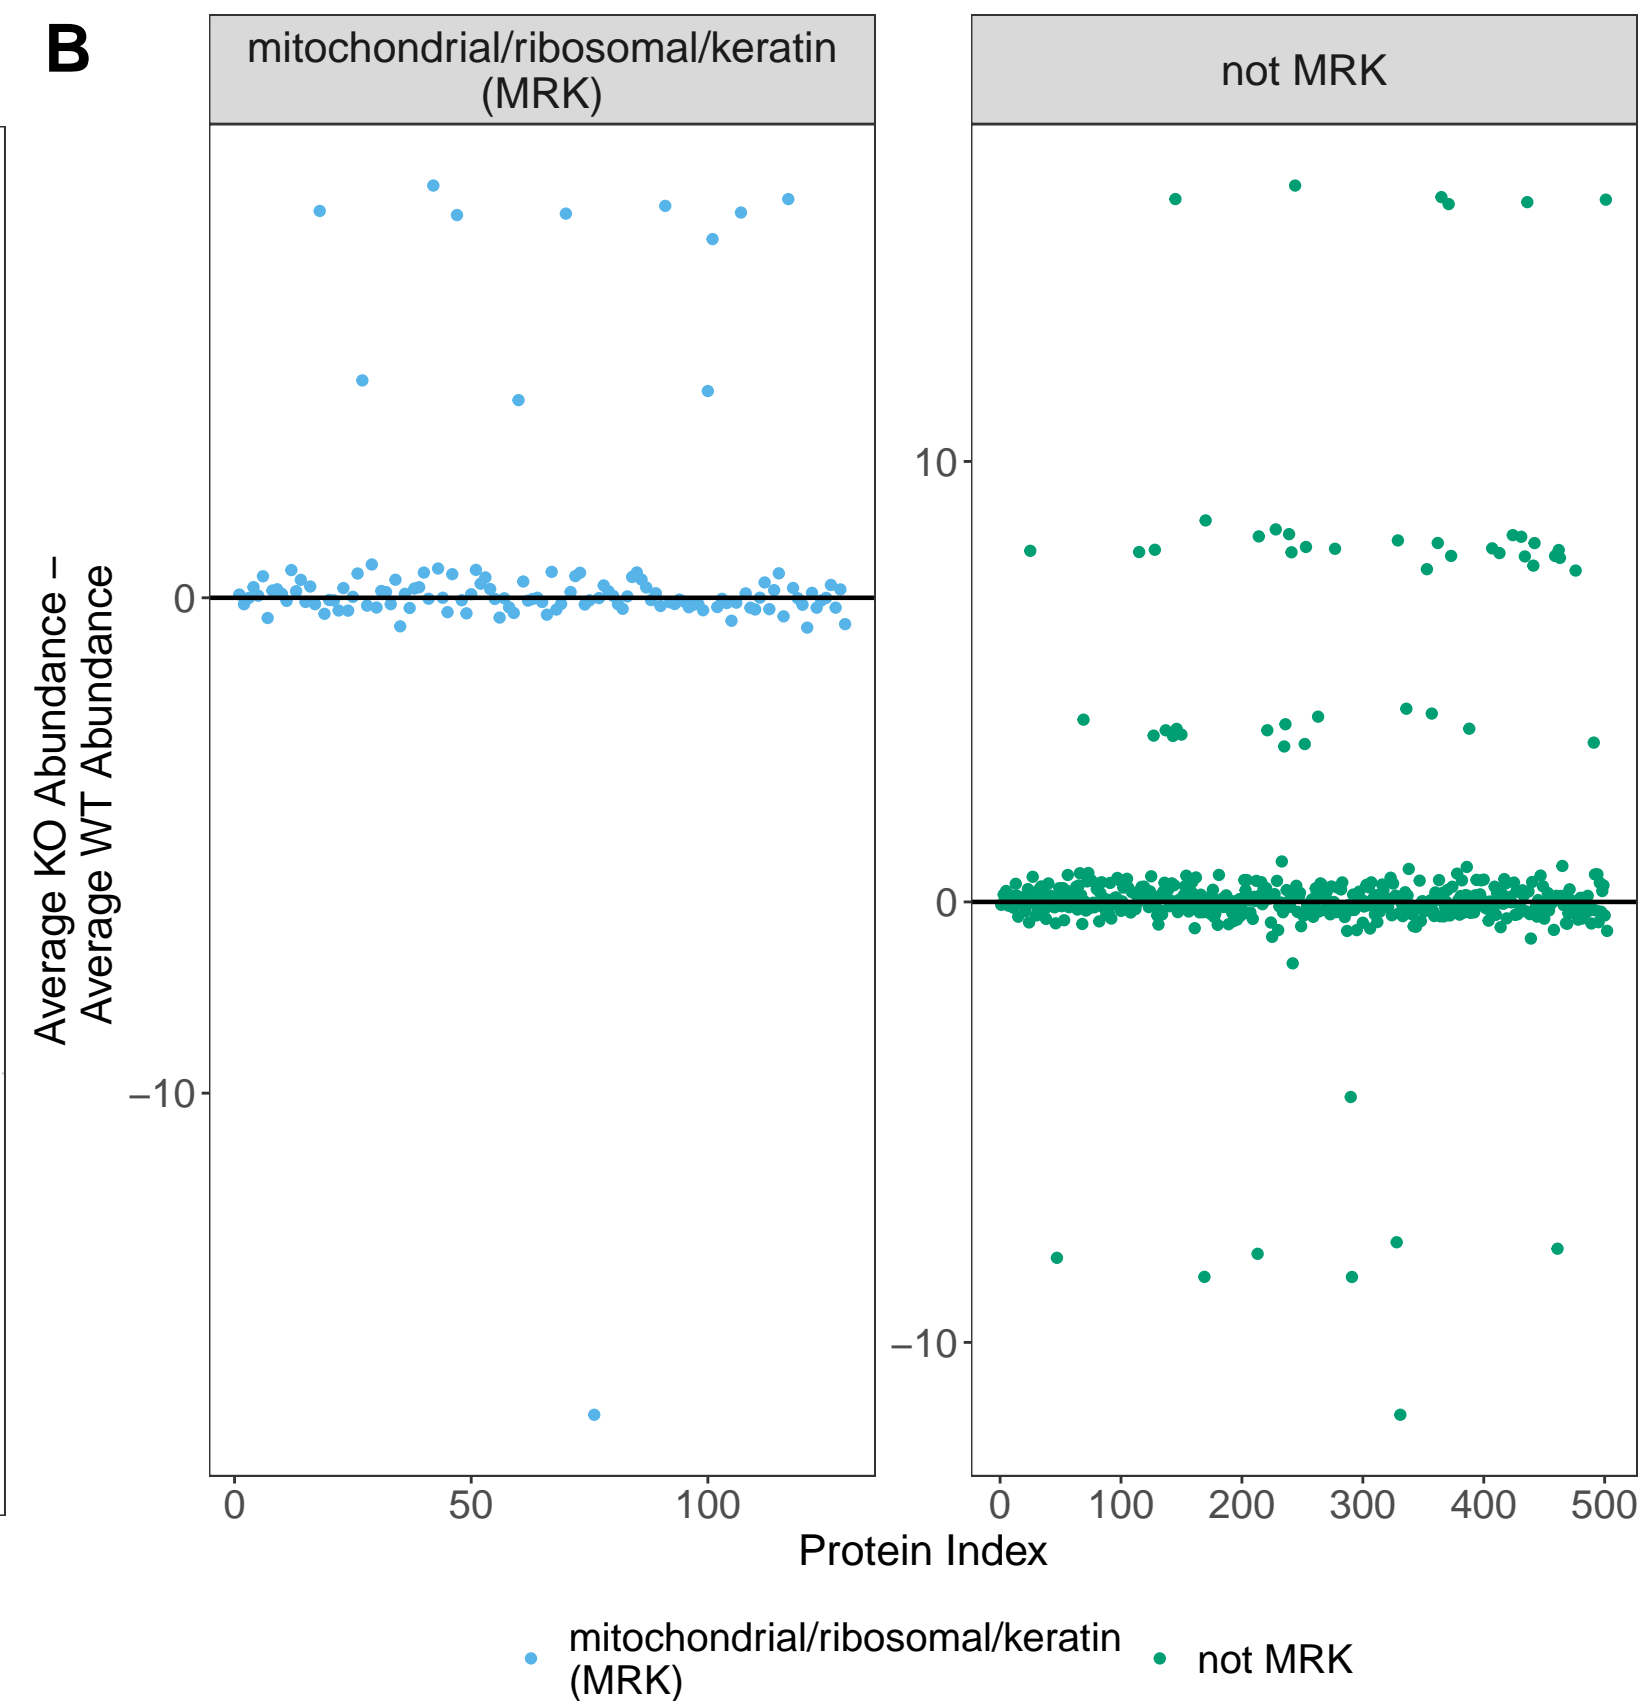 B
mitochondrial/ribosomal/keratin
(MRK)
not MRK
Average KO Abundance –
Average WT Abundance
0
–10
10
0
–10
0
50
100
0
100
200
300
400
500
Protein Index
mitochondrial/ribosomal/keratin
(MRK)
not MRK